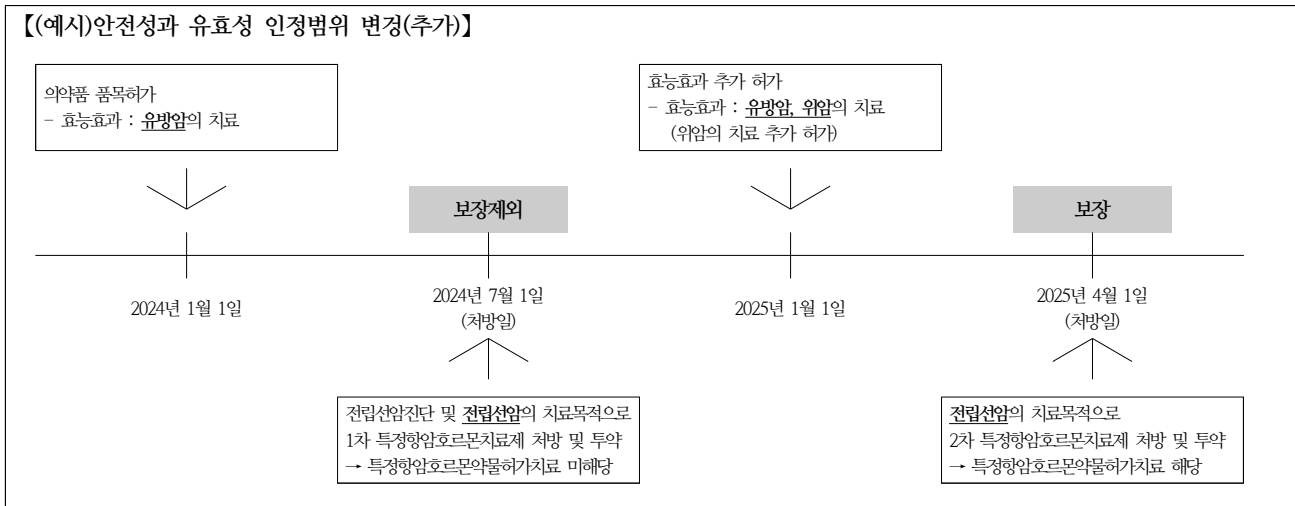 【(예시)안전성과 유효성 인정범위 변경(추가)】
의약품 품목허가
- 효능효과 : 유방암의 치료
효능효과 추가 허가
- 효능효과 : 유방암, 위암의 치료
(위암의 치료 추가 허가)
보장제외
보장
2024년 1월 1일
2024년 7월 1일
(처방일)
2025년 1월 1일
2025년 4월 1일
(처방일)
전립선암진단 및 전립선암의 치료목적으로
1차 특정항암호르몬치료제 처방 및 투약
→ 특정항암호르몬약물허가치료 미해당
전립선암의 치료목적으로
2차 특정항암호르몬치료제 처방 및 투약
→ 특정항암호르몬약물허가치료 해당